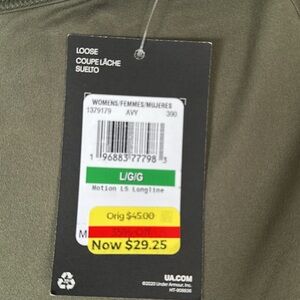 LOOSE
COUPE LÂCHE
SUELTO
WOMENS/FEMMES/MUJERES
1379179 AVY 390
1 96883 77798 3
L/G/G
Motion LS Longline
Orig $45.00
M
Now $29.25
UA.COM
©2020 Under Armour, Inc.